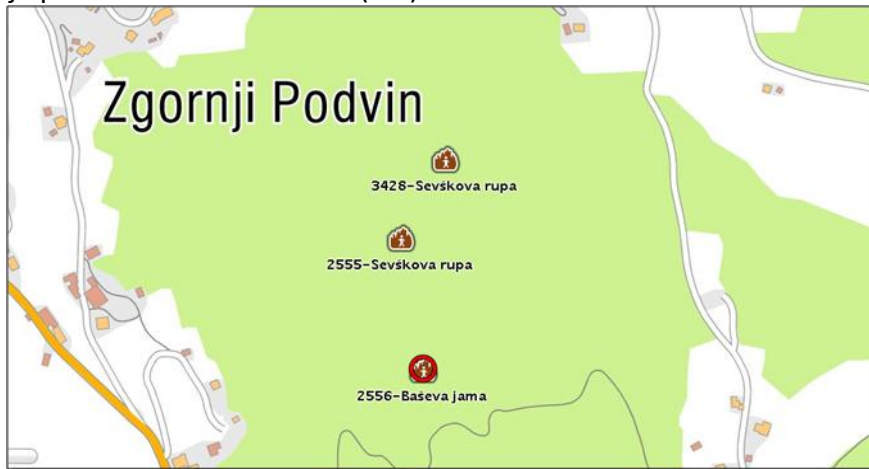 Zgornji Podvin
3428-Sevškova rupa
2555-Sevškova rupa
2556-Baševa jama